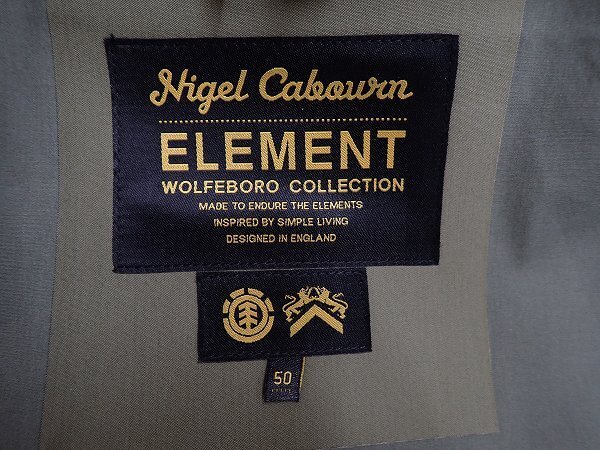 Nigel Cabourn
ELEMENT
WOLFEBORO COLLECTION
MADE TO ENDURE THE ELEMENTS
INSPIRED BY SIMPLE LIVING
DESIGNED IN ENGLAND
50